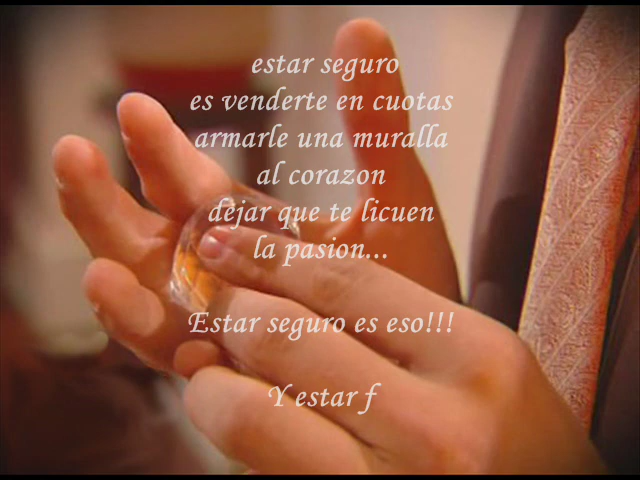 estar seguro
es venderte en cuotas
armarle una muralla
al corazon
dejar que te licuen
la pasion...
Estar seguro es eso!!!
Y estar f